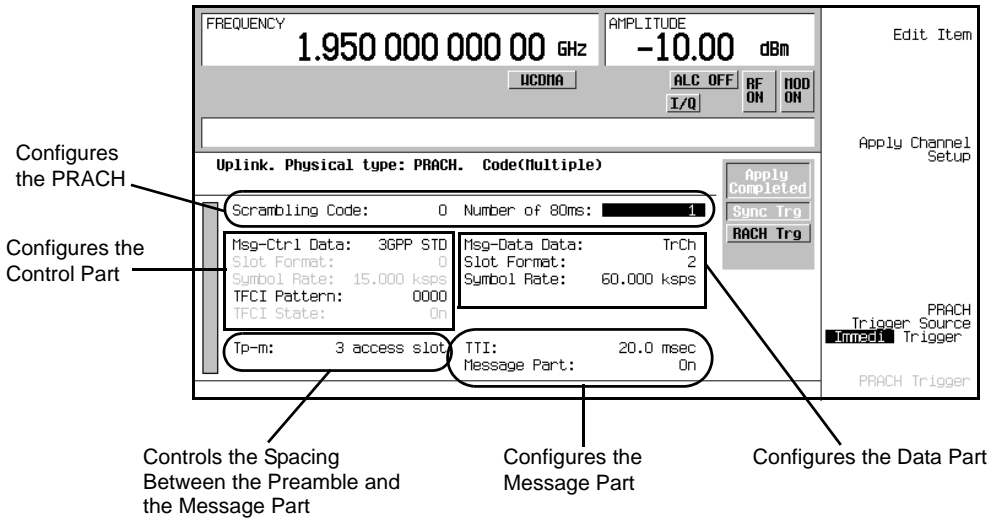 FREQUENCY
1.950 000 000 00 GHz
AMPLITUDE
-10.00 dBm
WCDMA
ALC OFF
I/Q
RF ON
MOD ON
Edit Item
Apply Channel
Setup
Uplink. Physical type: PRACH. Code(Multiple)
Apply
Completed
Sync Trg
RACH Trg
Configures
the PRACH
Scrambling Code: 0 Number of 80ms: 1
Configures the
Control Part
Msg-Ctrl Data: 3GPP STD
Slot Format: 0
Symbol Rate: 15.000 ksps
TFCI Pattern: 0000
TFCI State: On
Msg-Data Data: TrCh
Slot Format: 2
Symbol Rate: 60.000 ksps
Tp-m: 3 access slot
TTI: 20.0 msec
Message Part: On
PRACH
Trigger Source
Immedi Trigger
PRACH Trigger
Controls the Spacing
Between the Preamble and
the Message Part
Configures the
Message Part
Configures the Data Part